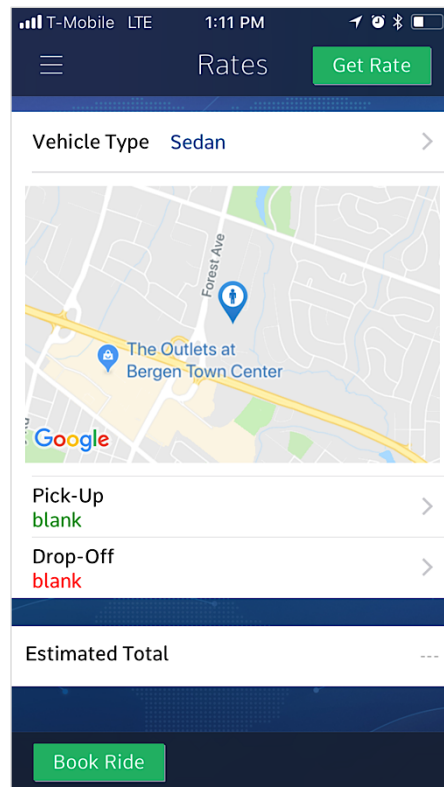 T-Mobile LTE 1:11 PM
Rates Get Rate
Vehicle Type Sedan
Forest Ave
The Outlets at
Bergen Town Center
Google
Pick-Up
blank
Drop-Off
blank
Estimated Total ---
Book Ride